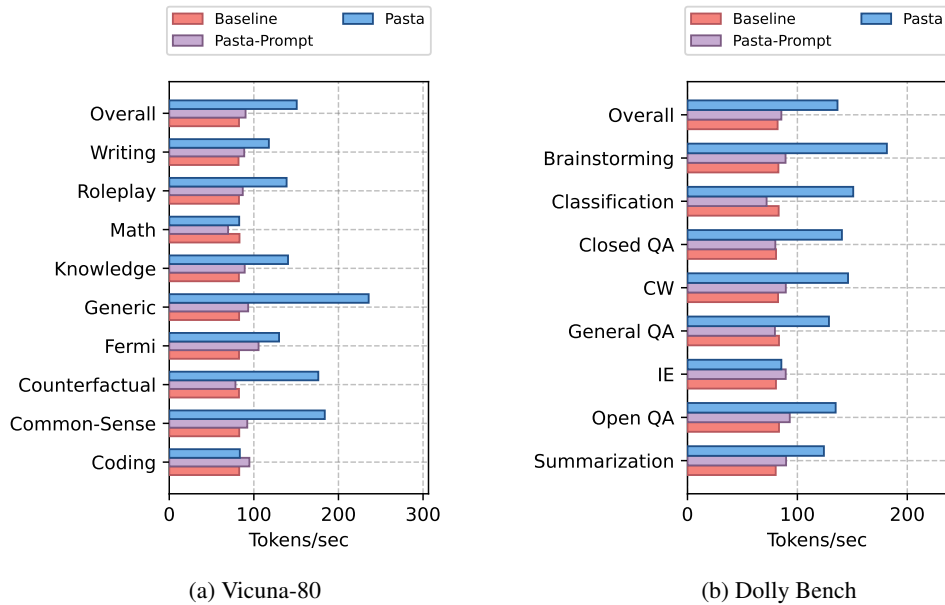 Baseline
Pasta-Prompt
Pasta
Overall
Writing
Roleplay
Math
Knowledge
Generic
Fermi
Counterfactual
Common-Sense
Coding
0 100 200 300
Tokens/sec
(a) Vicuna-80
Baseline
Pasta-Prompt
Pasta
Overall
Brainstorming
Classification
Closed QA
CW
General QA
IE
Open QA
Summarization
0 100 200
Tokens/sec
(b) Dolly Bench